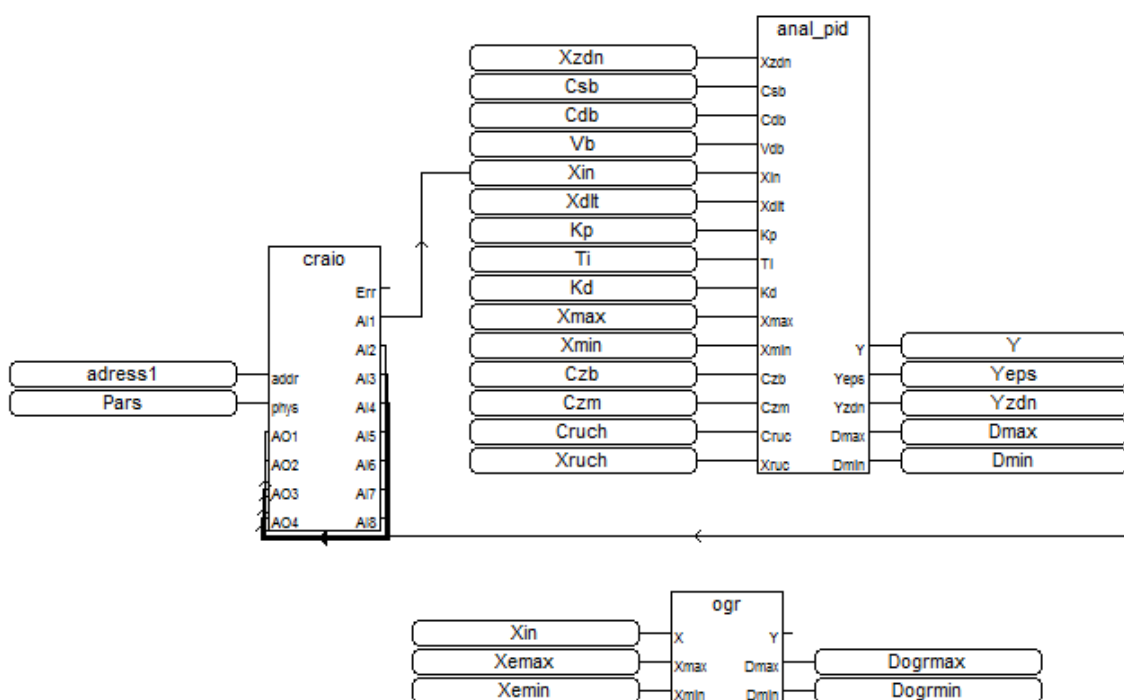 anal_pid
Xzdn Xzdn
Csb Csb
Cdb Cdb
Vb Vdb
Xin Xin
Xdlt Xdlt
Kp Kp
craio Ti Ti
Err Kd Kd
AI1 Xmax Xmax
AI2 Xmin Xmin Y Y
adress1 addr AI3 Czb Czb Yeps Yeps
Pars phys AI4 Czm Czm Yzdn Yzdn
AO1 AI5 Cruch Cruc Dmax Dmax
AO2 AI6 Xruch Xruc Dmin Dmin
AO3 AI7
AO4 AI8
ogr
Xin X Y
Xemax Xmax Dmax Dogrmax
Xemin Xmin Dmin Dogrmin